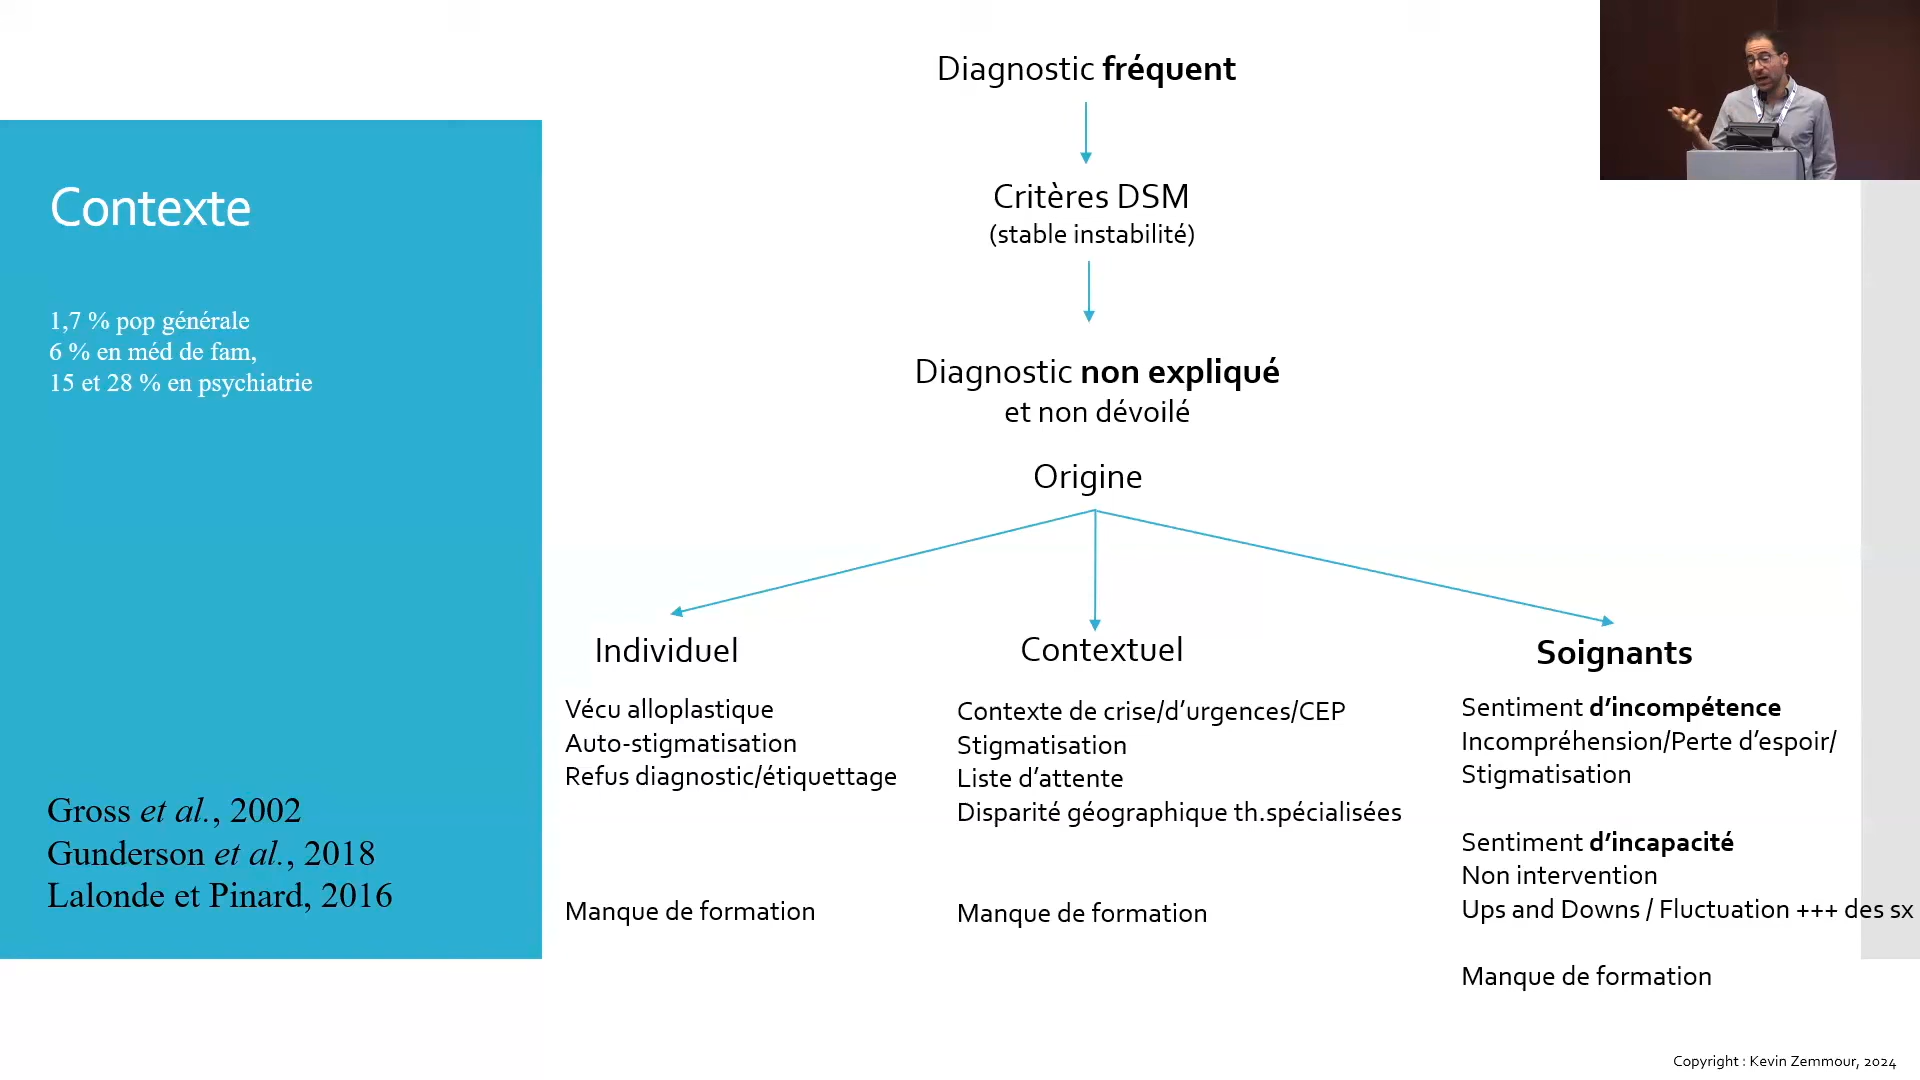 Contexte
1,7 % pop générale
6 % en méd de fam,
15 et 28 % en psychiatrie
Gross et al., 2002
Gunderson et al., 2018
Lalonde et Pinard, 2016
Diagnostic fréquent
Critères DSM
(stable instabilité)
Diagnostic non expliqué
et non dévoilé
Origine
Individuel
Vécu alloplastique
Auto-stigmatisation
Refus diagnostic/étiquettage
Manque de formation
Contextuel
Contexte de crise/d’urgences/CEP
Stigmatisation
Liste d’attente
Disparité géographique th.spécialisées
Manque de formation
Soignants
Sentiment d’incompétence
Incompréhension/Perte d’espoir/
Stigmatisation
Sentiment d’incapacité
Non intervention
Ups and Downs / Fluctuation +++ des sx
Manque de formation
Copyright : Kevin Zemmour, 2024